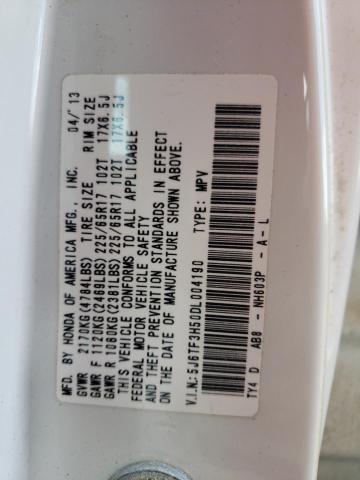 MFD. BY HONDA OF AMERICA MFG., INC. 04/'13
GVWR 2170KG(4784LBS) TIRE SIZE RIM SIZE
GAWR F 1120KG(2469LBS) 225/65R17 102T 17X6.5J
GAWR R 1080KG(2381LBS) 225/65R17 102T 17X6.5J
THIS VEHICLE CONFORMS TO ALL APPLICABLE
FEDERAL MOTOR VEHICLE SAFETY
AND THEFT PREVENTION STANDARDS IN EFFECT
ON THE DATE OF MANUFACTURE SHOWN ABOVE.
V.I.N.:5J6TF3H50DL004190 TYPE: MPV
TY4 D AB8 - NH603P - A - L